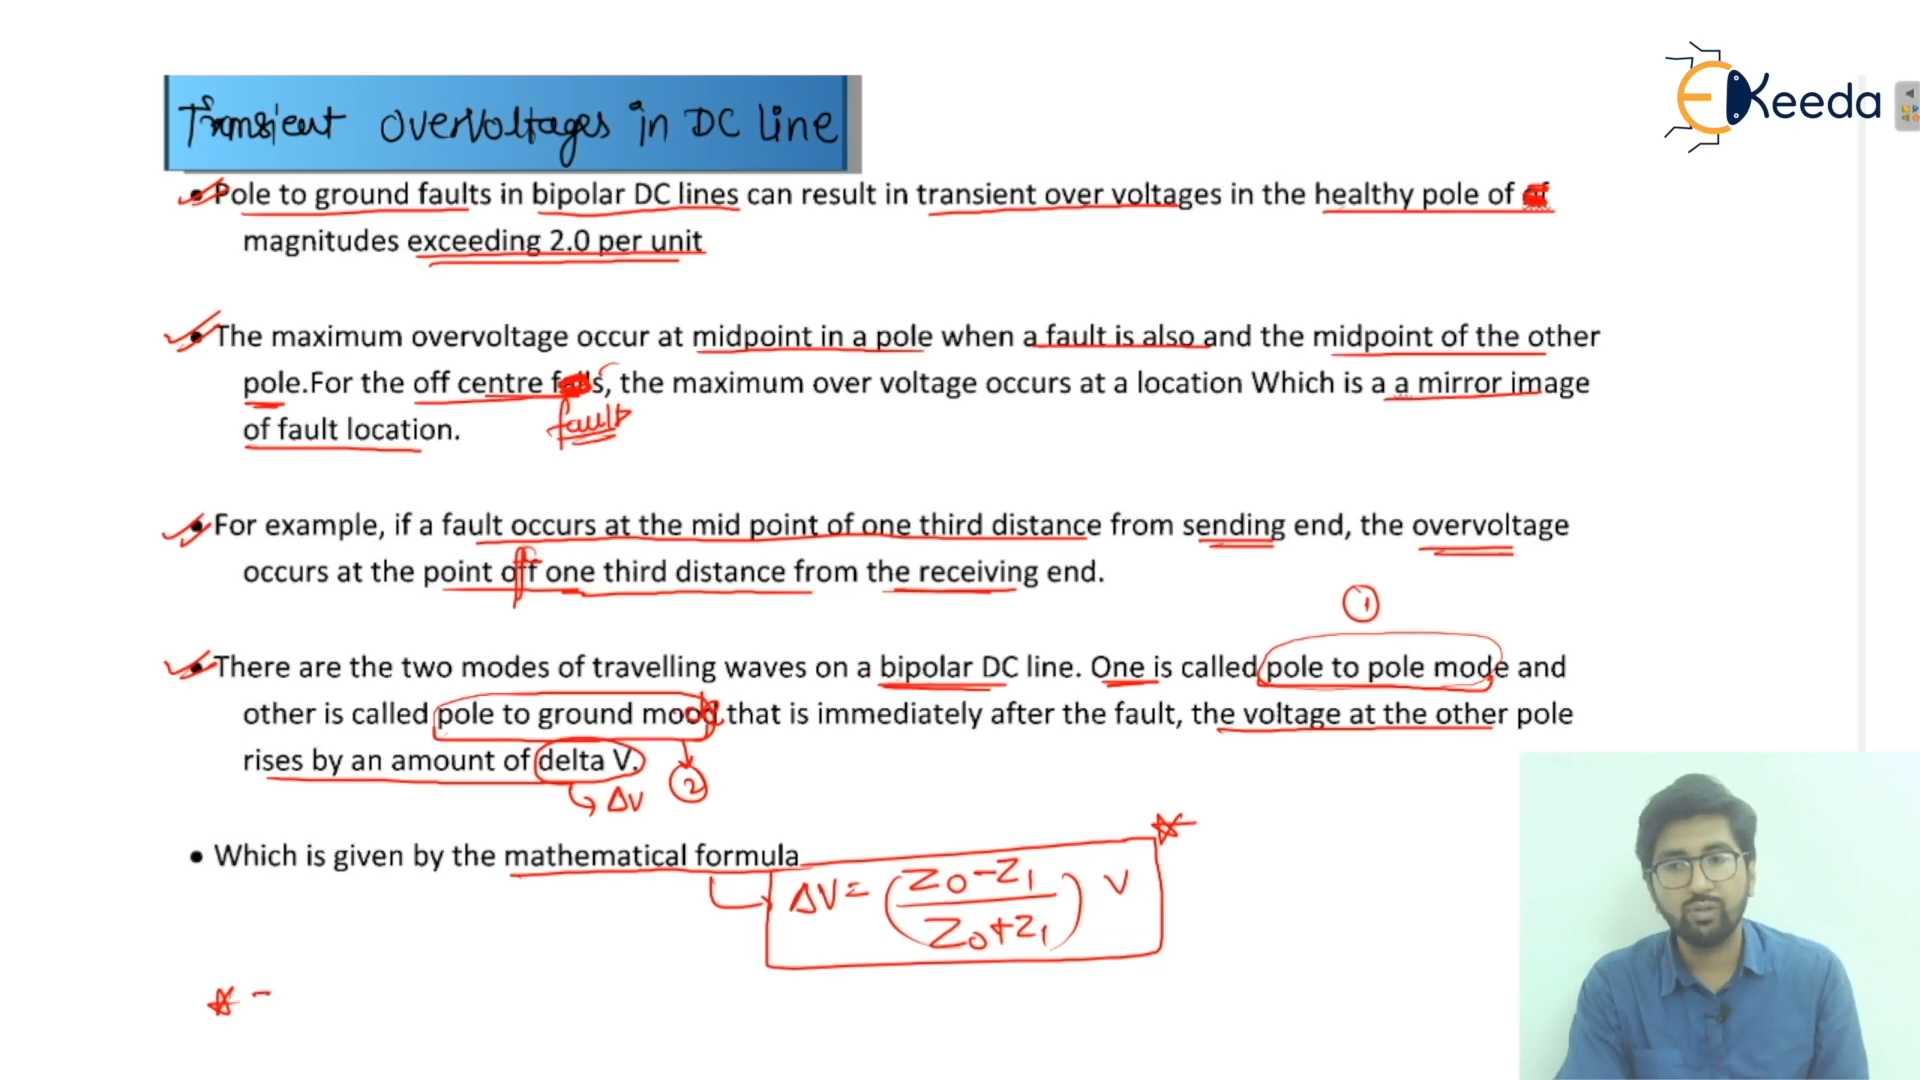 Transient Overvoltages in DC line
Keeda
• Pole to ground faults in bipolar DC lines can result in transient over voltages in the healthy pole of
magnitudes exceeding 2.0 per unit
• The maximum overvoltage occur at midpoint in a pole when a fault is also and the midpoint of the other
pole.For the off centre , the maximum over voltage occurs at a location Which is a a mirror image
of fault location.
fault
• For example, if a fault occurs at the mid point of one third distance from sending end, the overvoltage
occurs at the point off one third distance from the receiving end.
1
• There are the two modes of travelling waves on a bipolar DC line. One is called pole to pole mode and
other is called pole to ground mode that is immediately after the fault, the voltage at the other pole
rises by an amount of delta V.
ΔV 2
• Which is given by the mathematical formula
ΔV = (Z0-Z1 / Z0+Z1) V